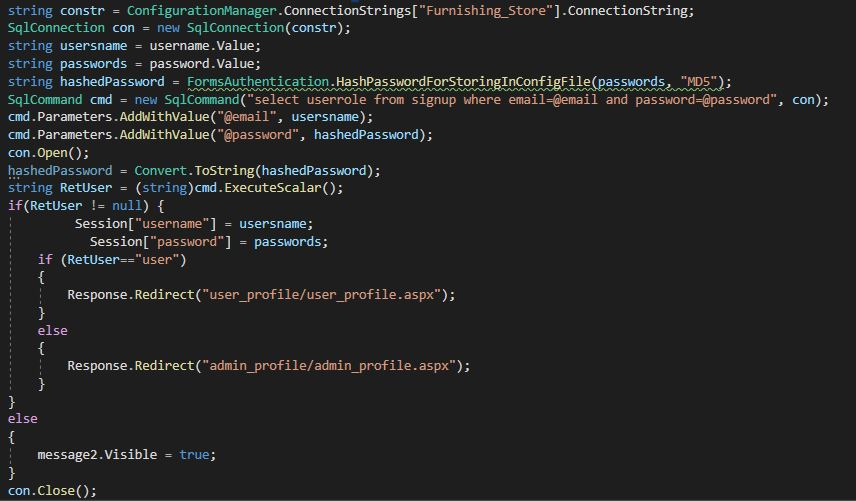 string constr = ConfigurationManager.ConnectionStrings["Furnishing_Store"].ConnectionString;
SqlConnection con = new SqlConnection(constr);
string usersname = username.Value;
string passwords = password.Value;
string hashedPassword = FormsAuthentication.HashPasswordForStoringInConfigFile(passwords, "MD5");
SqlCommand cmd = new SqlCommand("select userrole from signup where email=@email and password=@password", con);
cmd.Parameters.AddWithValue("@email", usersname);
cmd.Parameters.AddWithValue("@password", hashedPassword);
con.Open();
hashedPassword = Convert.ToString(hashedPassword);
string RetUser = (string)cmd.ExecuteScalar();
if(RetUser != null) {
Session["username"] = usersname;
Session["password"] = passwords;
if (RetUser=="user")
{
Response.Redirect("user_profile/user_profile.aspx");
}
else
{
Response.Redirect("admin_profile/admin_profile.aspx");
}
}
else
{
message2.Visible = true;
}
con.Close();